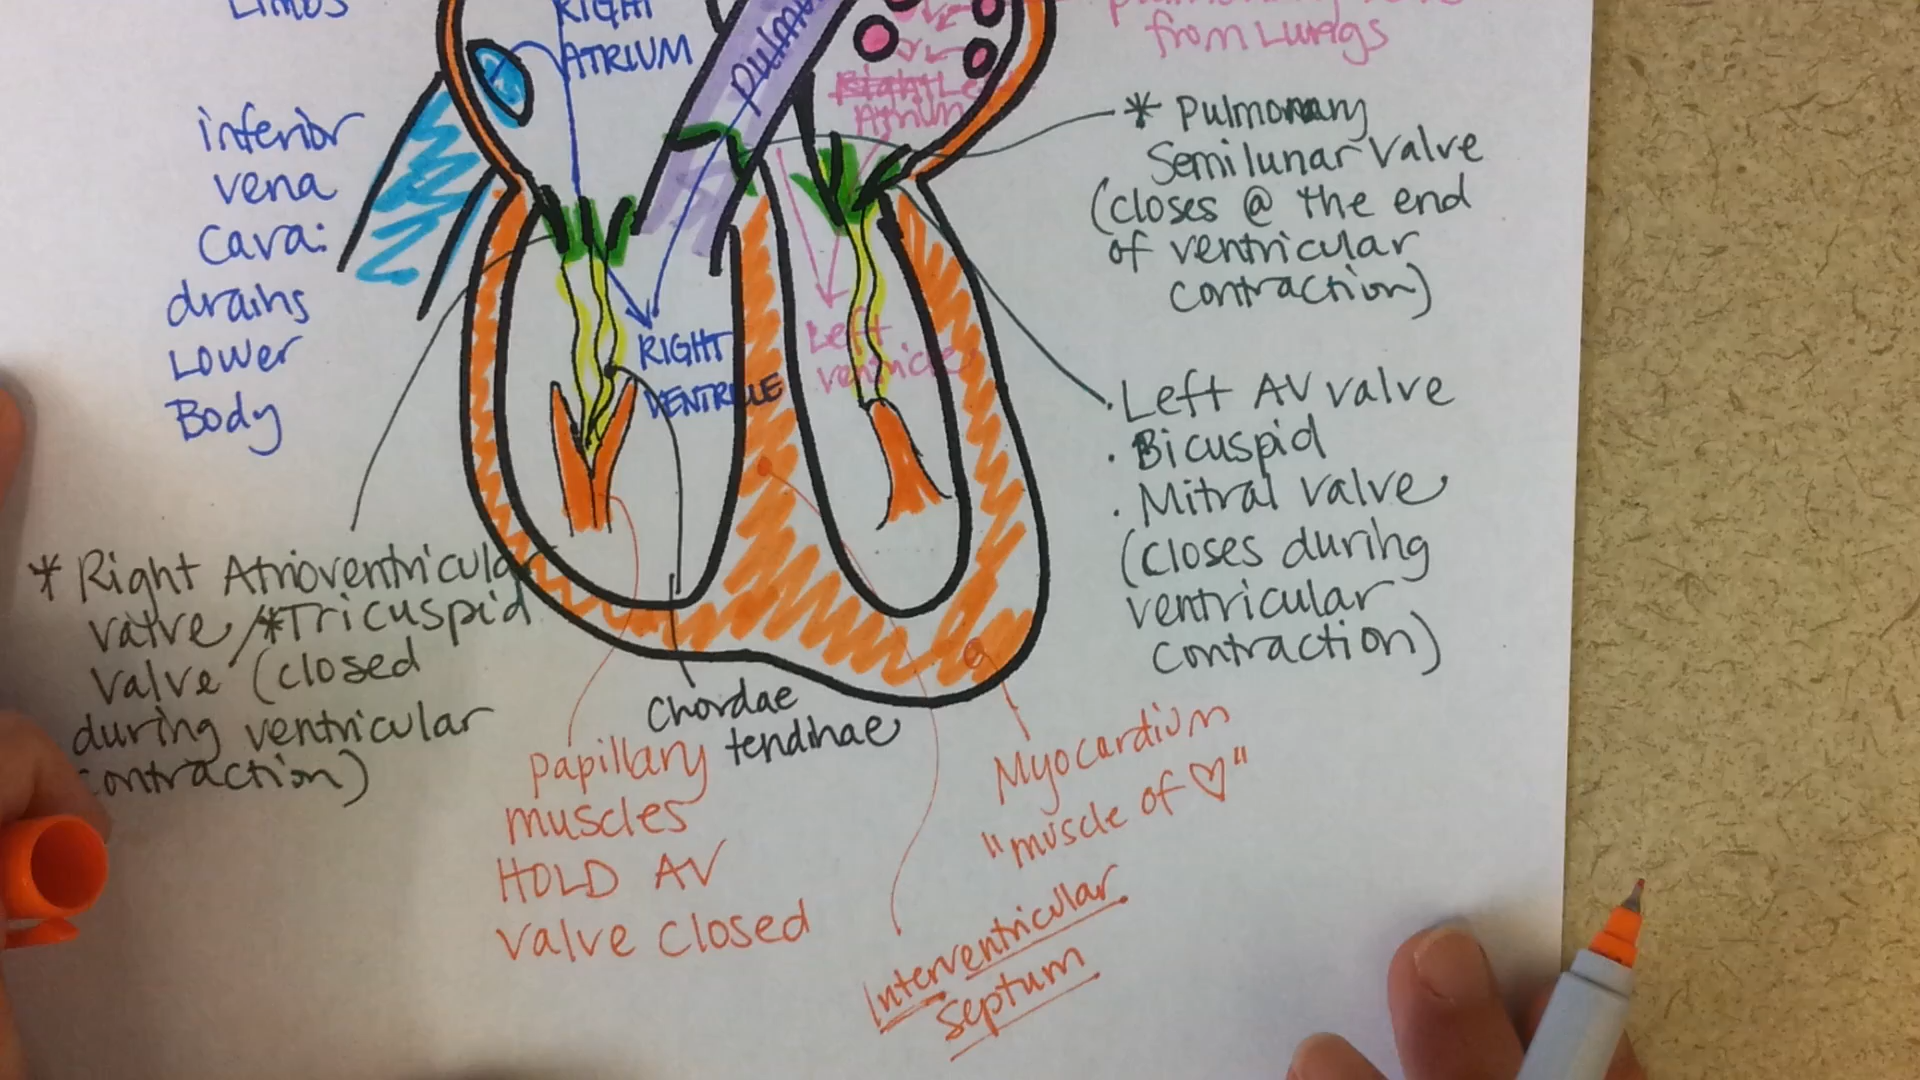 Limbs
RIGHT
ATRIUM
from Lungs
inferior
vena
Cava:
drains
Lower
Body
Atrium
* Pulmonary
Semilunar Valve
(closes @ the end
of ventricular
contraction)
RIGHT
VENTRICLE
Left
ventricle
. Left AV valve
. Bicuspid
. Mitral valve
(closes during
ventricular
contraction)
* Right Atrioventricular
valve/*Tricuspid
valve (closed
during ventricular
contraction)
Chordae
tendinae
papillary
muscles
HOLD AV
valve closed
Myocardium
"muscle of ♡"
Interventricular
Septum